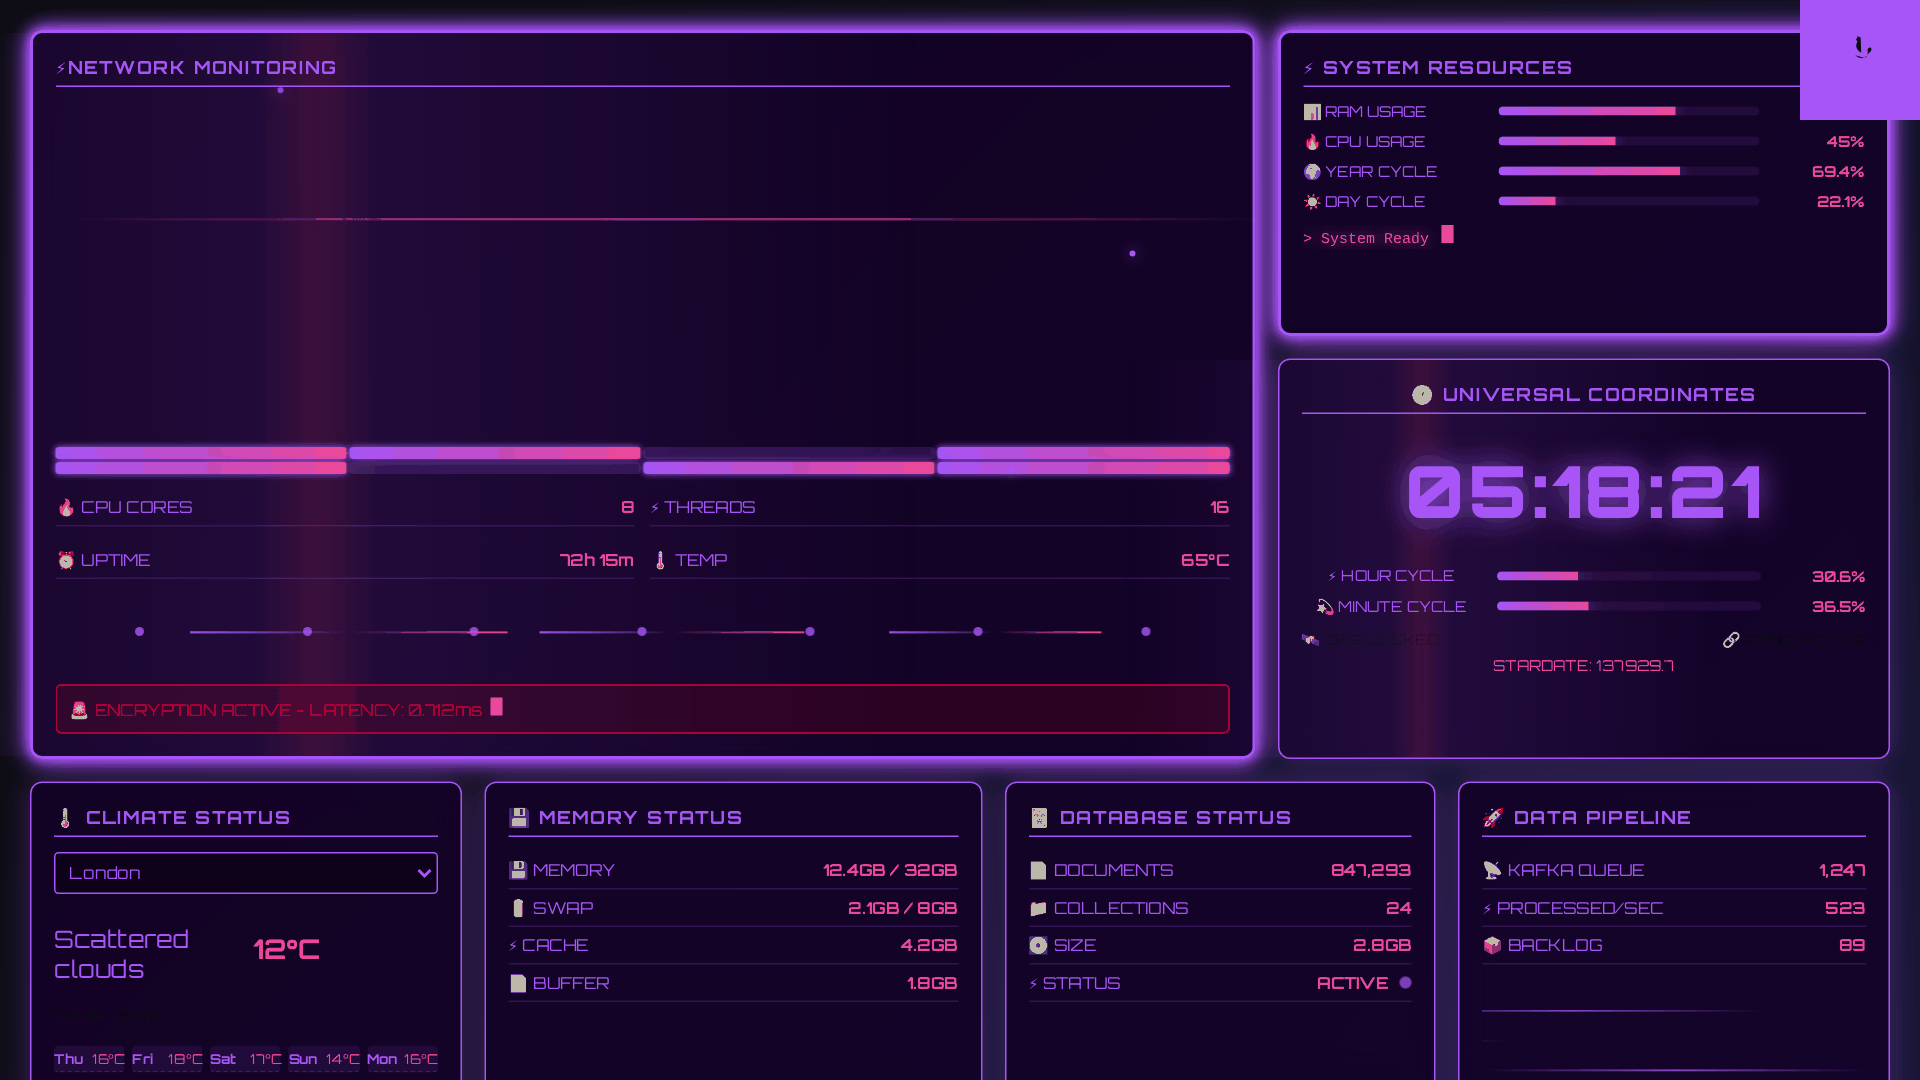 ⚡NETWORK MONITORING
🔥 CPU CORES 8
⚡ THREADS 16
⏰ UPTIME 72h 15m
🌡 TEMP 65°C
🚨 ENCRYPTION ACTIVE - LATENCY: 0.712ms
⚡ SYSTEM RESOURCES
📊 RAM USAGE
🔥 CPU USAGE 45%
🌍 YEAR CYCLE 69.4%
☀ DAY CYCLE 22.1%
> System Ready
UNIVERSAL COORDINATES
05:18:21
⚡ HOUR CYCLE 30.6%
💫 MINUTE CYCLE 36.5%
STARDATE: 137929.7
🌡 CLIMATE STATUS
London
Scattered
clouds
12°C
Thu 16°C Fri 18°C Sat 17°C Sun 14°C Mon 16°C
💾 MEMORY STATUS
💾 MEMORY 12.4GB / 32GB
SWAP 2.1GB / 8GB
⚡ CACHE 4.2GB
📄 BUFFER 1.8GB
DATABASE STATUS
📄 DOCUMENTS 847,293
📁 COLLECTIONS 24
💽 SIZE 2.8GB
⚡ STATUS ACTIVE
🚀 DATA PIPELINE
📡 KAFKA QUEUE 1,247
⚡ PROCESSED/SEC 523
📦 BACKLOG 89